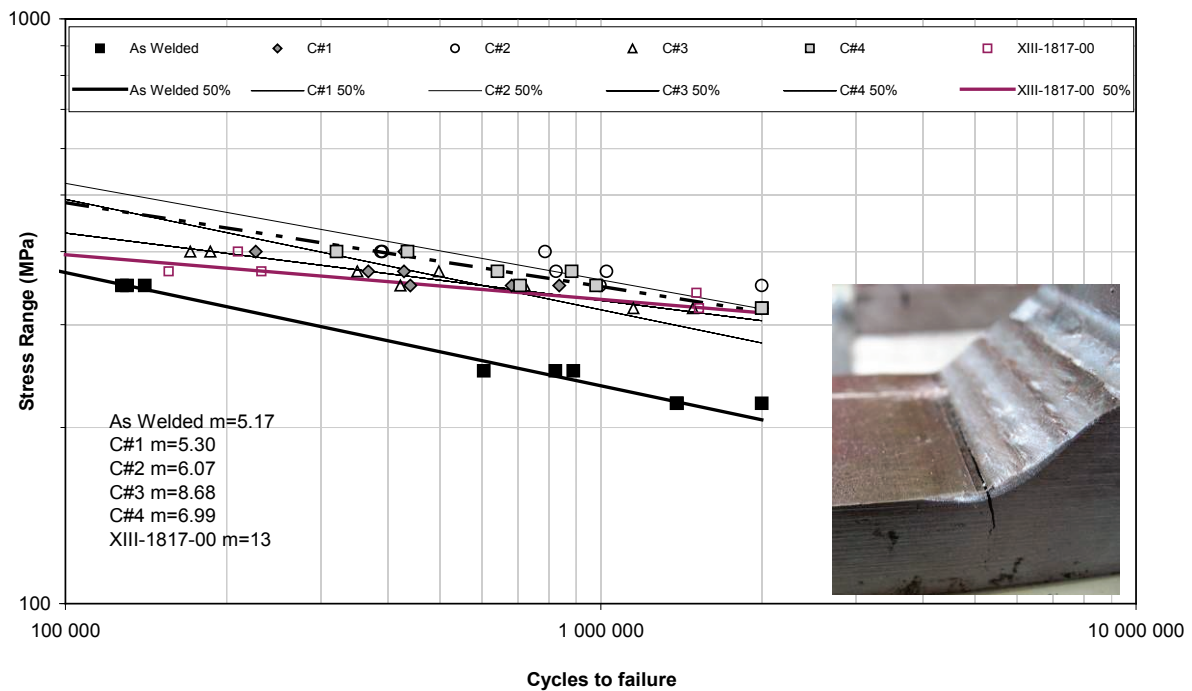 1000
As Welded C#1 C#2 C#3 C#4 XIII-1817-00
As Welded 50% C#1 50% C#2 50% C#3 50% C#4 50% XIII-1817-00 50%
Stress Range (MPa)
As Welded m=5.17
C#1 m=5.30
C#2 m=6.07
C#3 m=8.68
C#4 m=6.99
XIII-1817-00 m=13
100
100 000 1 000 000 10 000 000
Cycles to failure